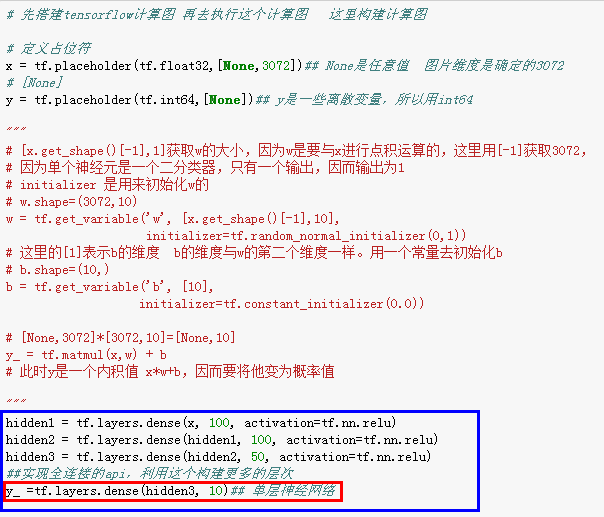 # 先搭建tensorflow计算图 再去执行这个计算图   这里构建计算图
# 定义占位符
x = tf.placeholder(tf.float32,[None,3072])## None是任意值  图片维度是确定的3072
# [None]
y = tf.placeholder(tf.int64,[None])## y是一些离散变量，所以用int64
"""
# [x.get_shape()[-1],1]获取w的大小，因为w是要与x进行点积运算的，这里用[-1]获取3072，
# 因为单个神经元是一个二分类器，只有一个输出，因而输出为1
# initializer 是用来初始化w的
# w.shape=(3072,10)
w = tf.get_variable('w', [x.get_shape()[-1],10],
                    initializer=tf.random_normal_initializer(0,1))
# 这里的[1]表示b的维度  b的维度与w的第二个维度一样。用一个常量去初始化b
# b.shape=(10,)
b = tf.get_variable('b', [10],
                   initializer=tf.constant_initializer(0.0))
# [None,3072]*[3072,10]=[None,10]
y_ = tf.matmul(x,w) + b
# 此时y是一个内积值 x*w+b，因而要将他变为概率值
"""
hidden1 = tf.layers.dense(x, 100, activation=tf.nn.relu)
hidden2 = tf.layers.dense(hidden1, 100, activation=tf.nn.relu)
hidden3 = tf.layers.dense(hidden2, 50, activation=tf.nn.relu)
##实现全连接的api，利用这个构建更多的层次
y_ =tf.layers.dense(hidden3, 10)## 单层神经网络